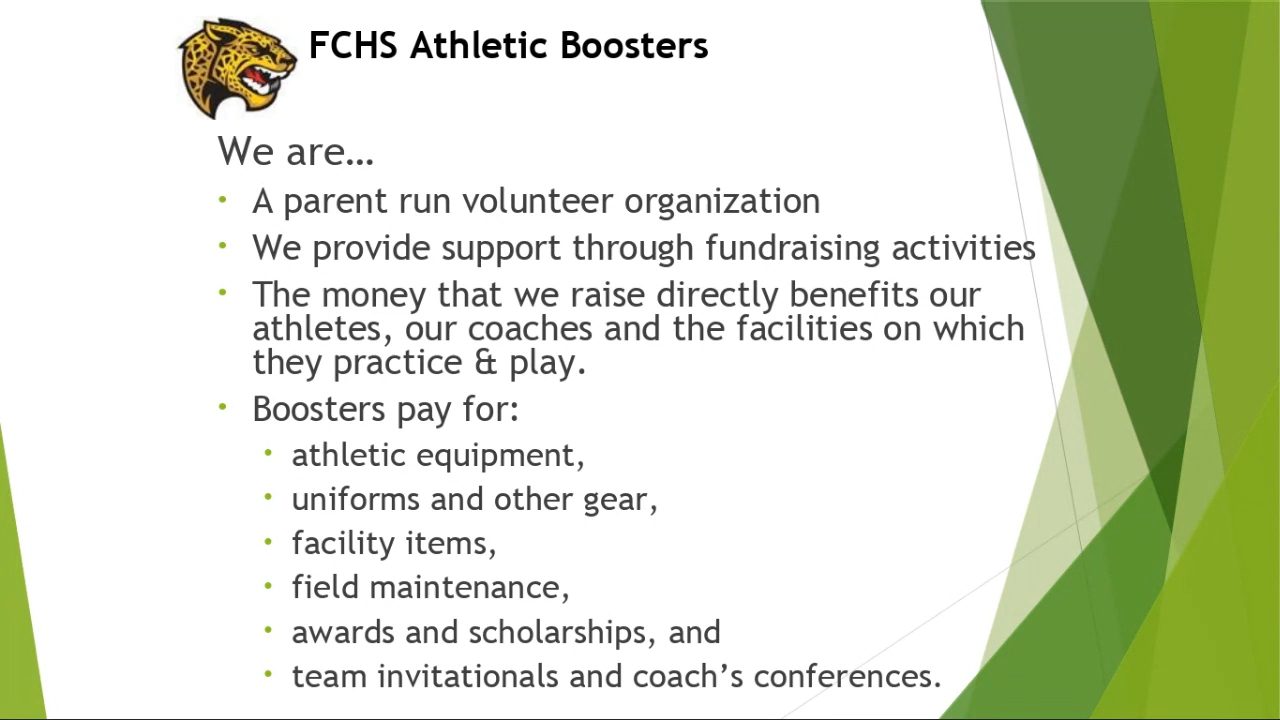 FCHS Athletic Boosters
We are…
• A parent run volunteer organization
• We provide support through fundraising activities
• The money that we raise directly benefits our
athletes, our coaches and the facilities on which
they practice & play.
• Boosters pay for:
• athletic equipment,
• uniforms and other gear,
• facility items,
• field maintenance,
• awards and scholarships, and
• team invitationals and coach’s conferences.